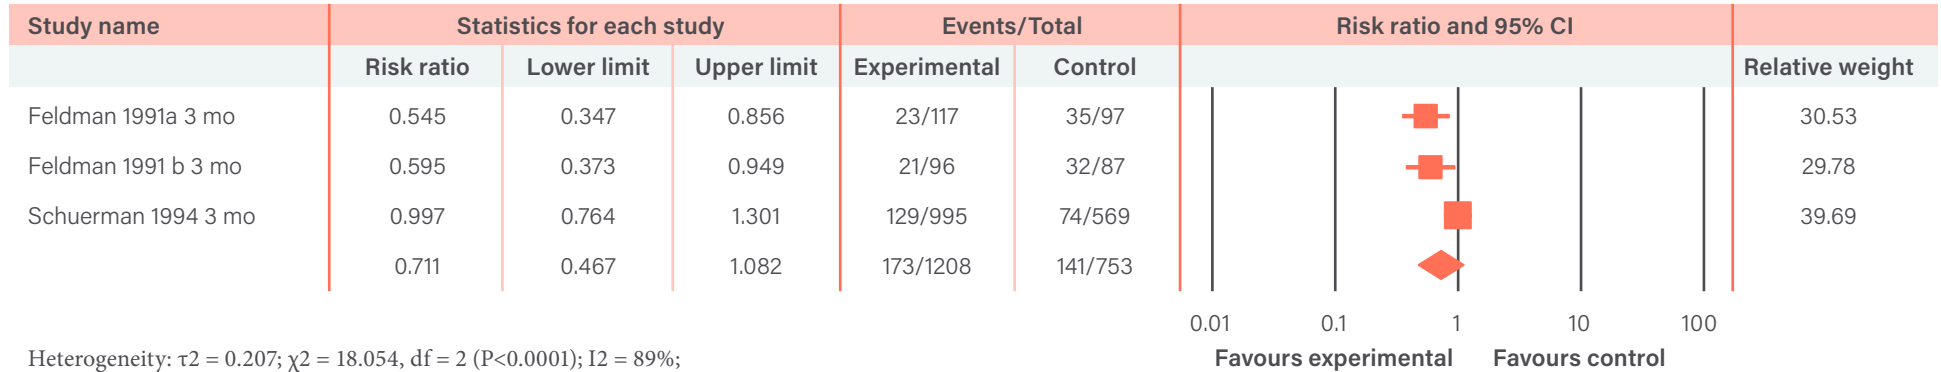 Study name Statistics for each study Events/Total Risk ratio and 95% CI
Risk ratio Lower limit Upper limit Experimental Control Relative weight
Feldman 1991a 3 mo 0.545 0.347 0.856 23/117 35/97 30.53
Feldman 1991 b 3 mo 0.595 0.373 0.949 21/96 32/87 29.78
Schuerman 1994 3 mo 0.997 0.764 1.301 129/995 74/569 39.69
0.711 0.467 1.082 173/1208 141/753
0.01 0.1 1 10 100
Heterogeneity: τ2 = 0.207; χ2 = 18.054, df = 2 (P<0.0001); I2 = 89%; Favours experimental Favours control